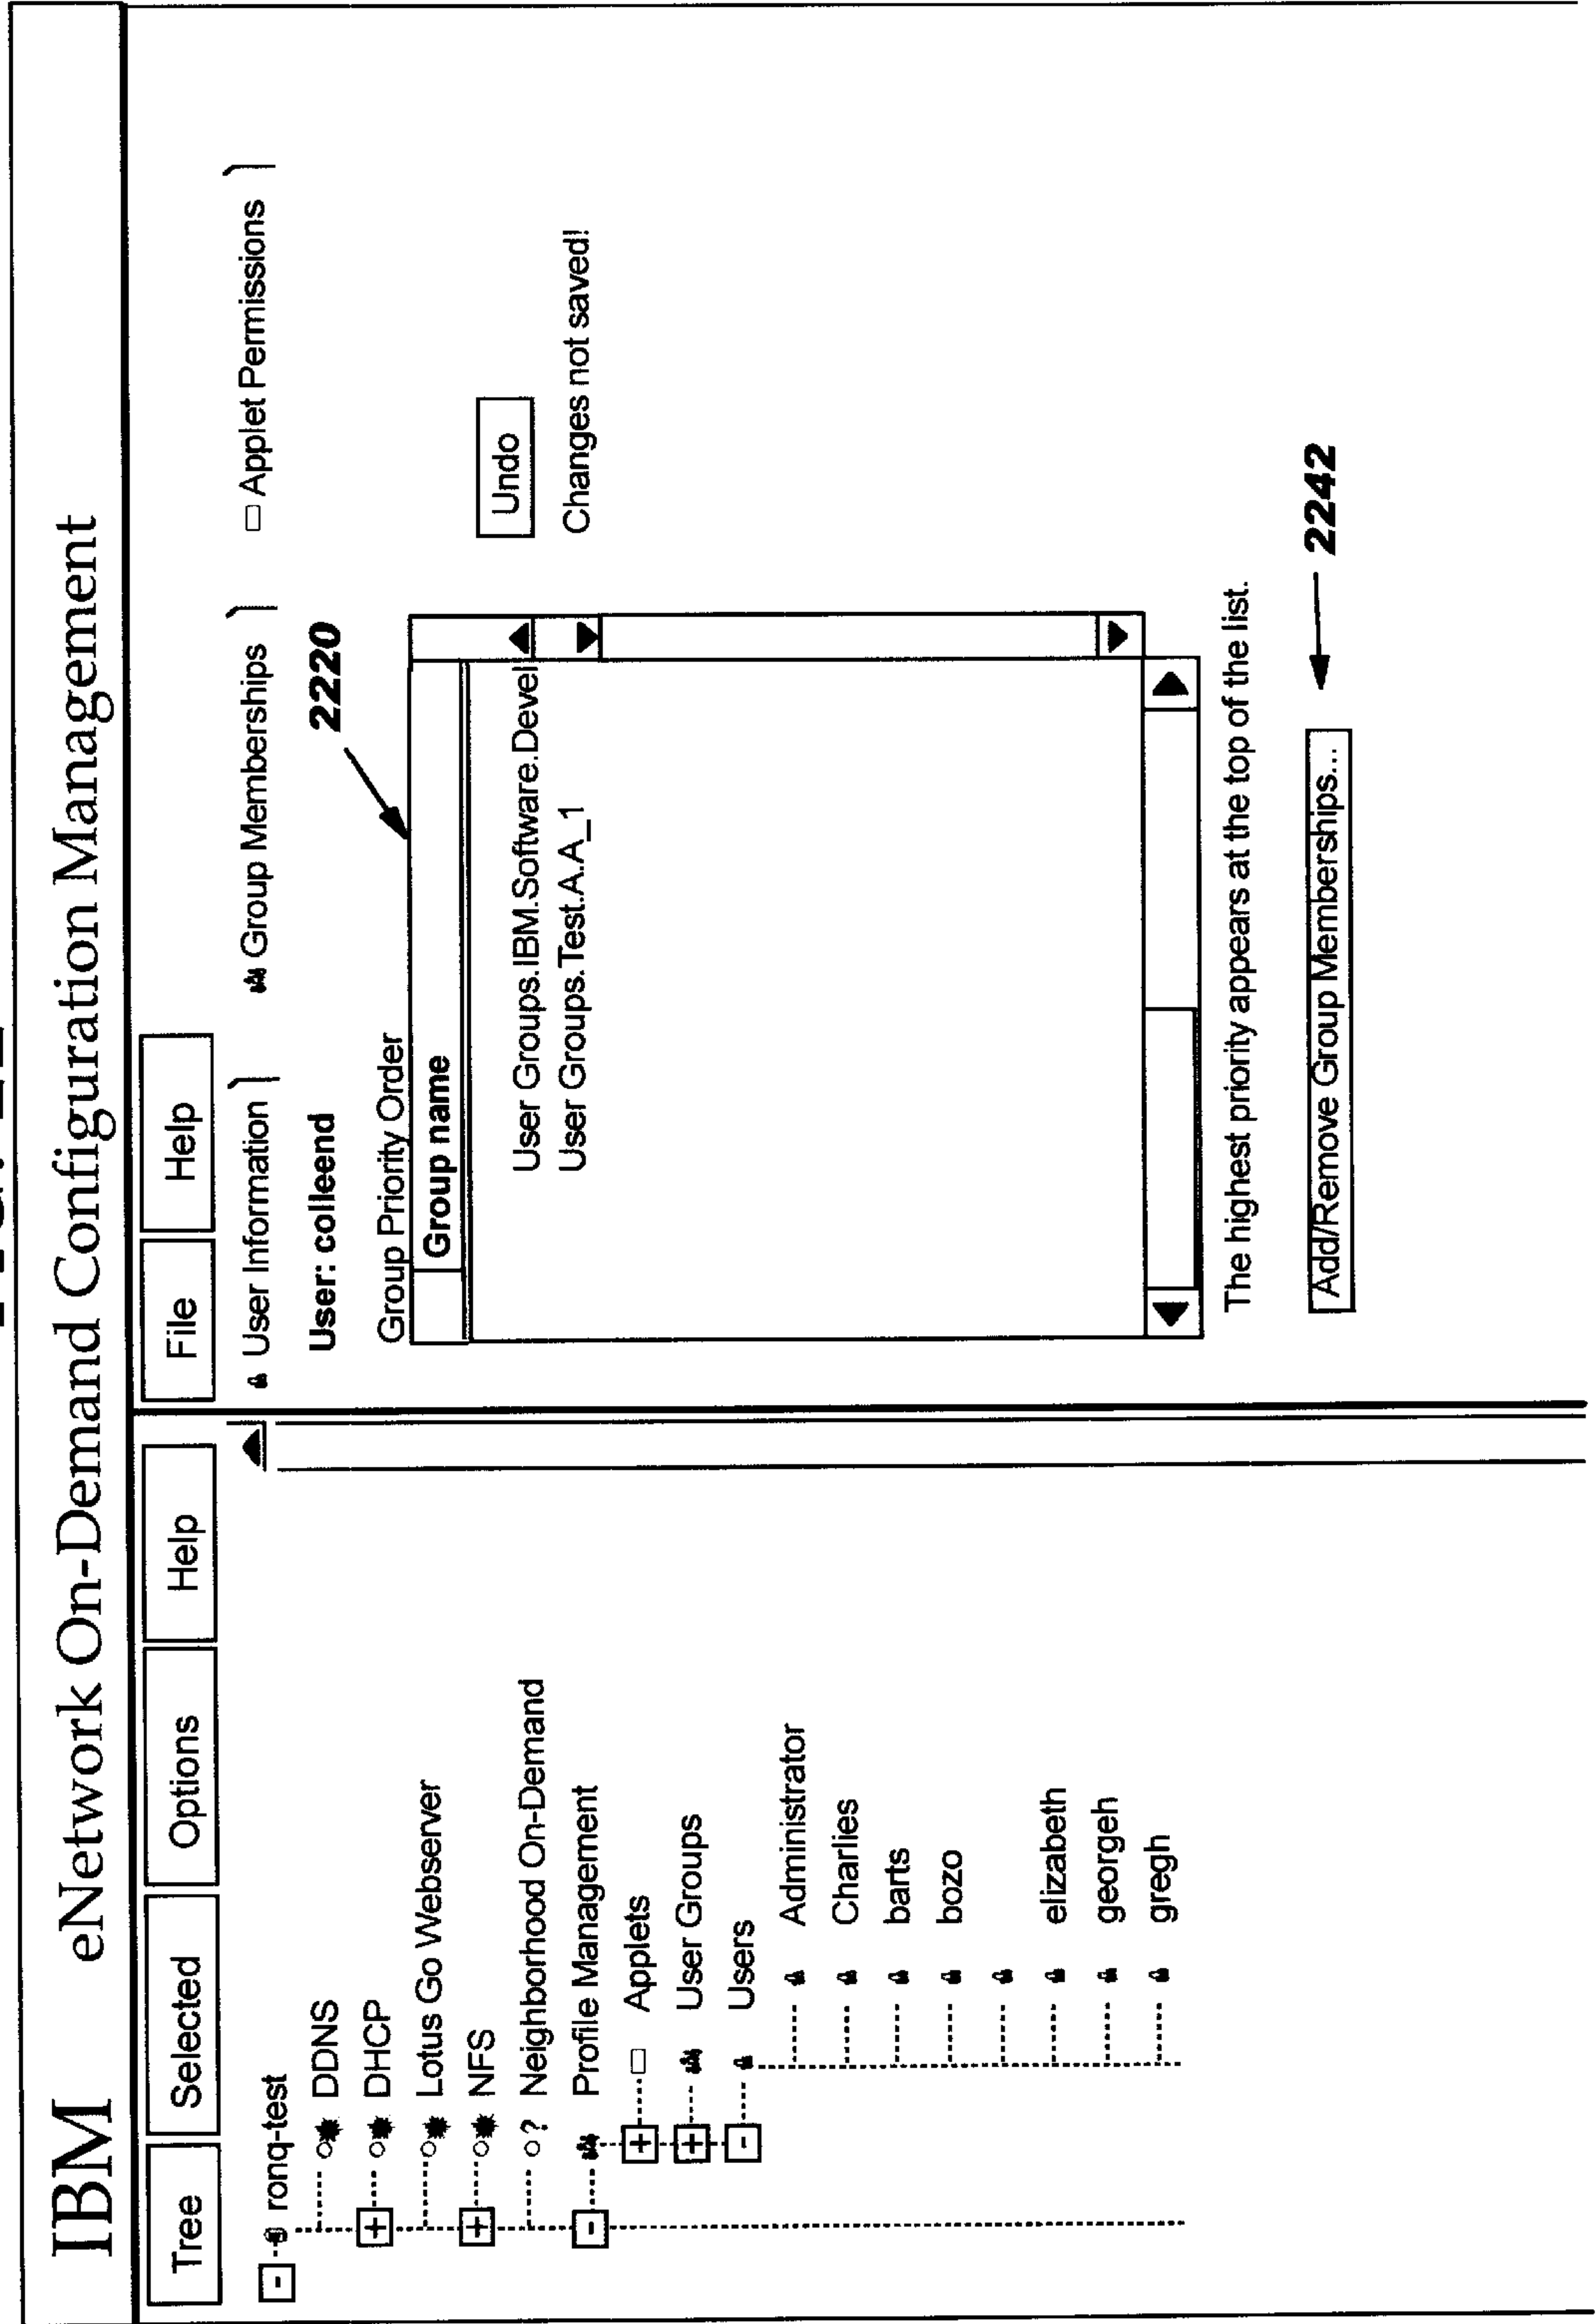 IBM eNetwork On-Demand Configuration Management
Tree Selected Options Help
ronq-test
DDNS
DHCP
Lotus Go Webserver
NFS
Neighborhood On-Demand
Profile Management
Applets
User Groups
Users
Administrator
Charlies
barts
bozo
elizabeth
georgeh
gregh
File Help
User Information Group Memberships Applet Permissions
User: colleend
2220
Group Priority Order
Group name
User Groups.IBM.Software.Devel
User Groups.Test.A.A_1
Undo
Changes not saved!
The highest priority appears at the top of the list.
Add/Remove Group Memberships...
2242